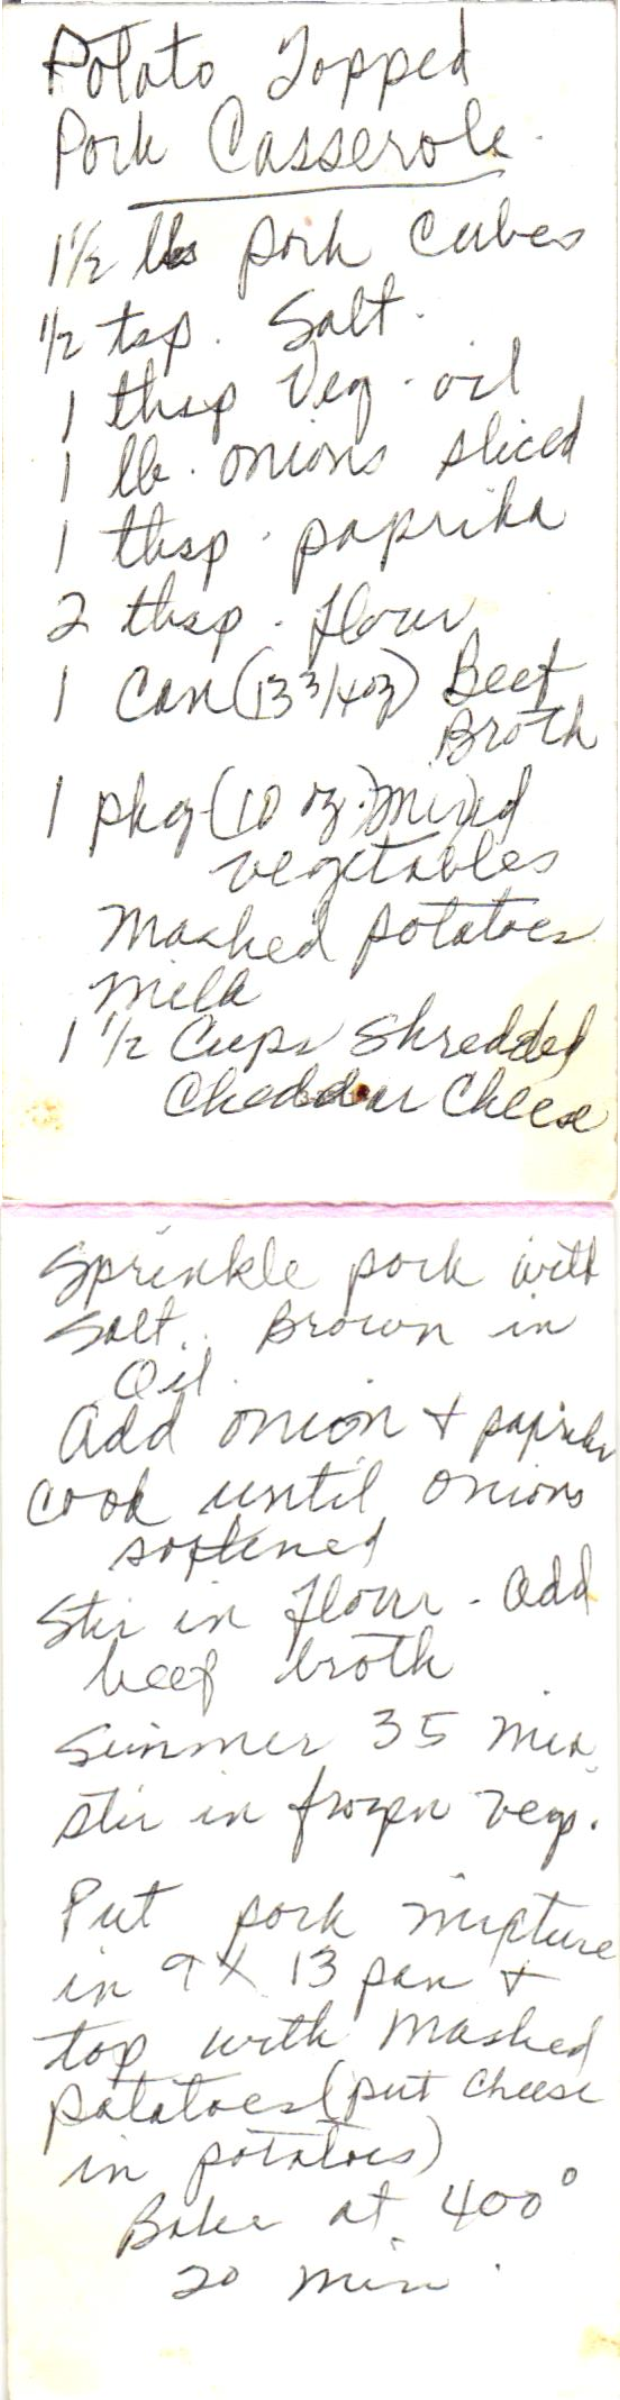 Potato Topped
Pork Casserole.
1 1/2 lbs pork cubes
1/2 tsp. Salt.
1 tbsp Veg. oil
1 lb. onions sliced
1 tbsp. paprika
2 tbsp. flour
1 Can (13 3/4 oz) Beef
Broth
1 pkg (10 oz.) mixed
vegetables
Mashed potatoes
Milk
1 1/2 Cups Shredded
Cheddar Cheese
Sprinkle pork with
Salt. Brown in
Oil.
Add onion + paprika
cook until onions
softened
Stir in flour - add
beef broth
Simmer 35 min.
stir in frozen veg.
Put pork mixture
in 9 X 13 pan +
top with mashed
potatoes (put cheese
in potatoes)
Bake at 400°
20 min.